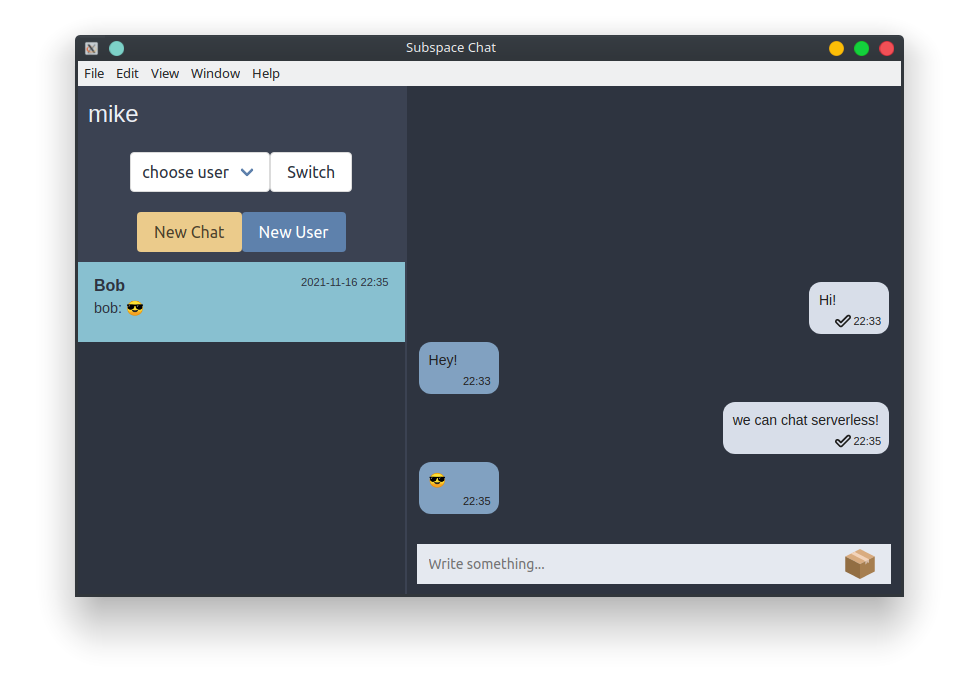 Subspace Chat
File Edit View Window Help
mike
choose user Switch
New Chat New User
Bob 2021-11-16 22:35
bob: 😎
Hi!
22:33
Hey!
22:33
we can chat serverless!
22:35
😎
22:35
Write something...